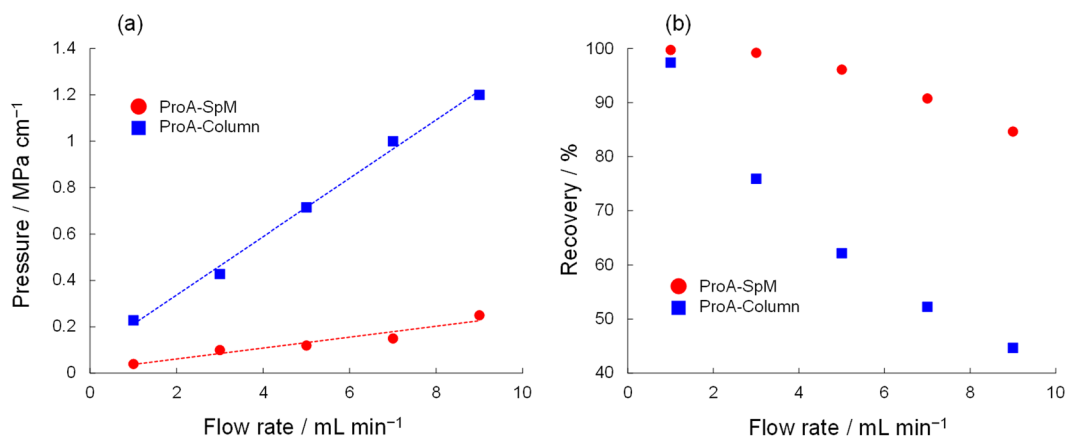 (a)
1.4
1.2
1
0.8
0.6
0.4
0.2
0
Pressure / MPa cm⁻¹
ProA-SpM
ProA-Column
0 2 4 6 8 10
Flow rate / mL min⁻¹
(b)
100
90
80
70
60
50
40
Recovery / %
ProA-SpM
ProA-Column
0 2 4 6 8 10
Flow rate / mL min⁻¹